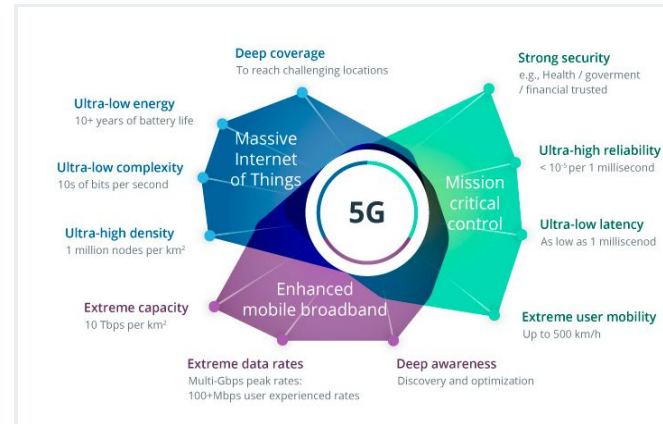 Deep coverage
To reach challenging locations
Strong security
e.g., Health / goverment
/ financial trusted
Ultra-low energy
10+ years of battery life
Massive
Internet
of Things
Ultra-low complexity
10s of bits per second
Ultra-high reliability
< 10⁻⁵ per 1 millisecond
5G
Mission
critical
control
Ultra-high density
1 million nodes per km²
Ultra-low latency
As low as 1 miliscenod
Enhanced
mobile broadband
Extreme capacity
10 Tbps per km²
Extreme user mobility
Up to 500 km/h
Extreme data rates
Multi-Gbps peak rates:
100+Mbps user experienced rates
Deep awareness
Discovery and optimization